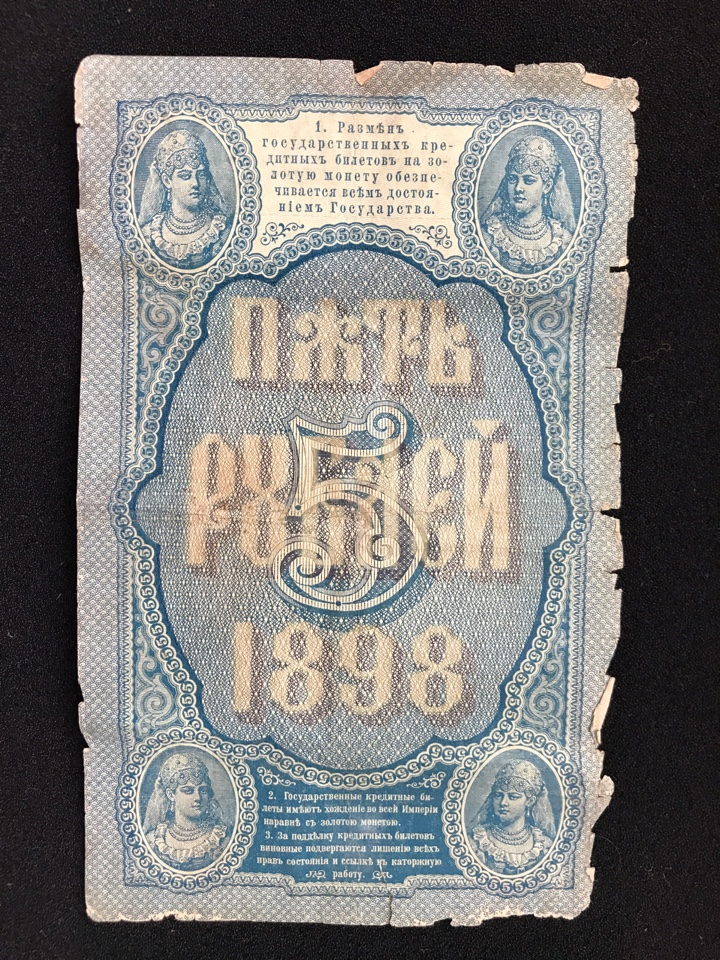 1. Размѣнъ
государственныхъ кре-
дитныхъ билетовъ на зо-
лотую монету обезпе-
чивается всѣмъ достоя-
ніемъ Государства.
ПѦТЬ
РУБЛЕЙ
5
1898
2. Государственные кредитные би-
леты имѣютъ хожденіе во всей Имперіи
наравнѣ съ золотою монетою.
3. За поддѣлку кредитныхъ билетовъ
виновные подвергаются лишенію всѣхъ
правъ состоянія и ссылкѣ въ каторжную
работу.